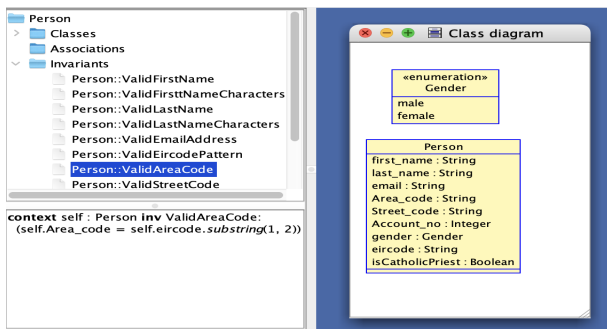 Person
Classes
Associations
Invariants
Person::ValidFirstName
Person::ValidFirsttNameCharacters
Person::ValidLastName
Person::ValidLastNameCharacters
Person::ValidEmailAddress
Person::ValidEircodePattern
Person::ValidAreaCode
Person::ValidStreetCode
context self : Person inv ValidAreaCode:
(self.Area_code = self.eircode.substring(1, 2))
Class diagram
«enumeration»
Gender
male
female
Person
first_name : String
last_name : String
email : String
Area_code : String
Street_code : String
Account_no : Integer
gender : Gender
eircode : String
isCatholicPriest : Boolean